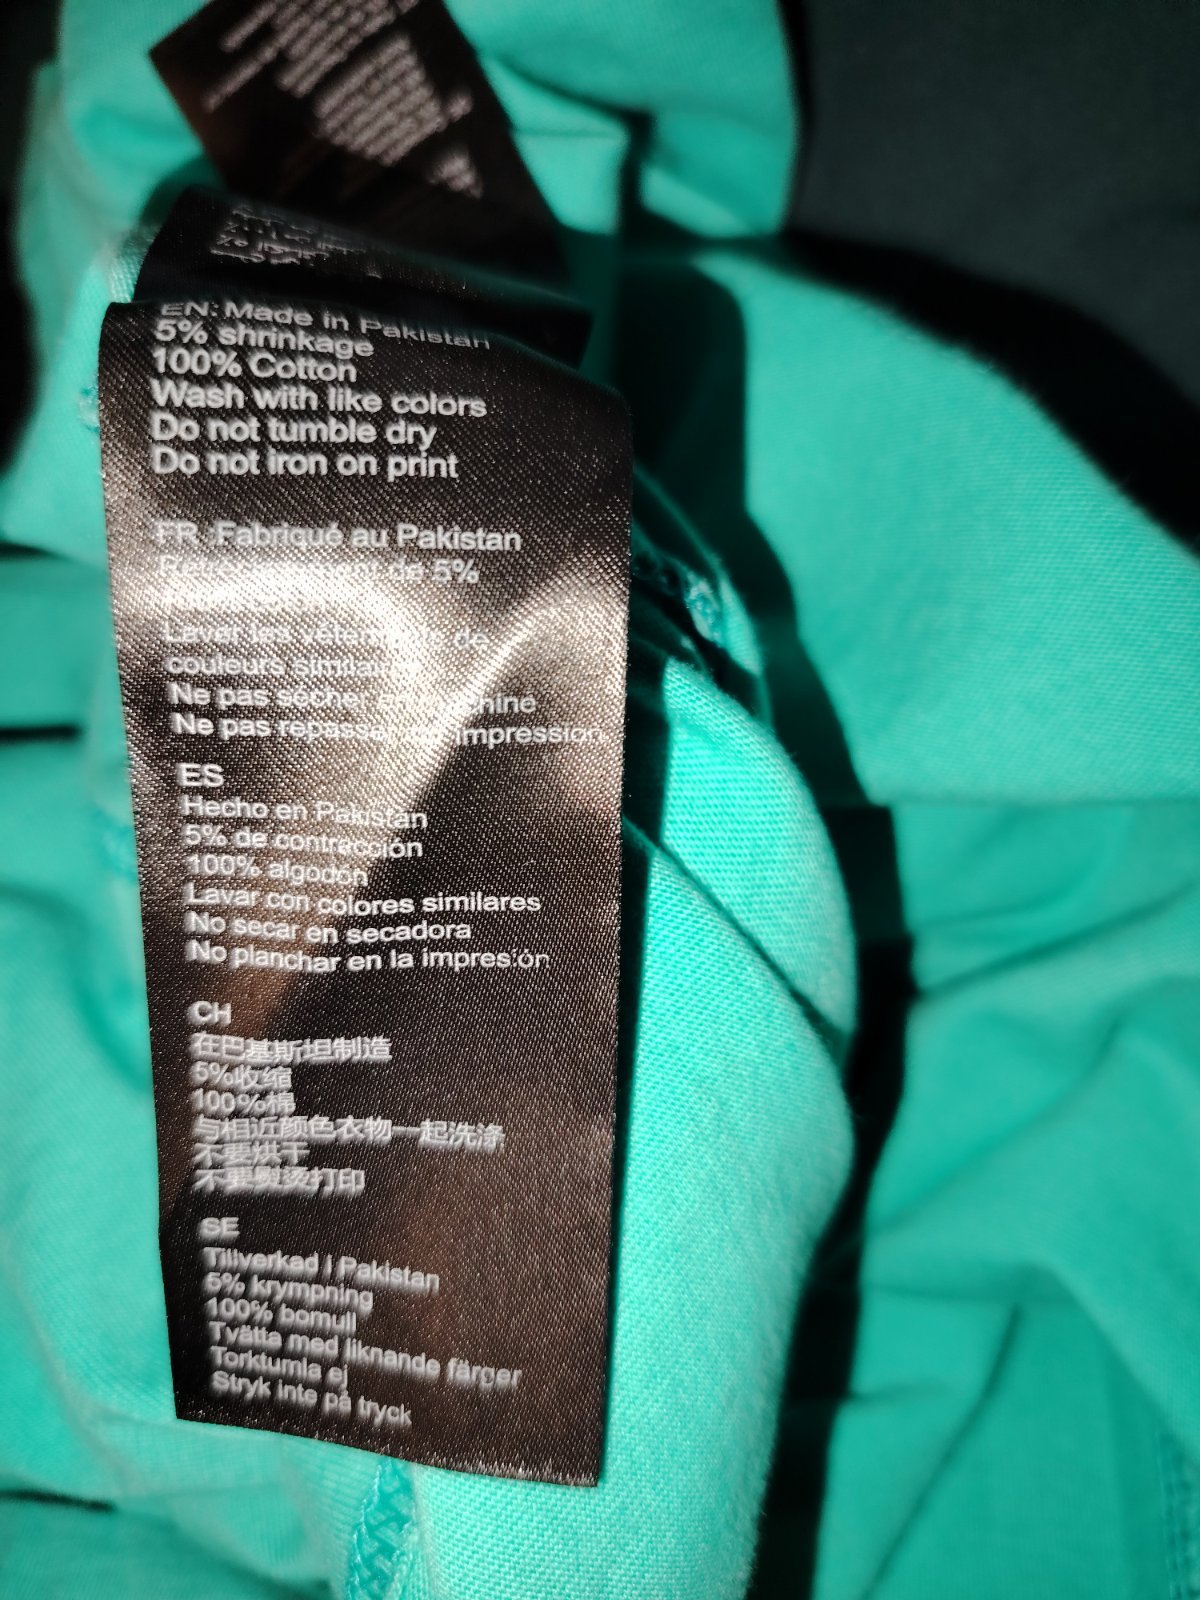 EN: Made in Pakistan
5% shrinkage
100% Cotton
Wash with like colors
Do not tumble dry
Do not iron on print
FR :Fabriqué au Pakistan
de 5%
Laver les de
couleurs
Ne pas sécher
Ne pas repasser impression
ES
Hecho en Pakistan
5% de contracción
100% algodón
Lavar con colores similares
No secar en secadora
No planchar en la impresión
CH
在巴基斯坦制造
5%收缩
100%棉
与相近颜色衣物一起洗涤
不要烘干
不要熨烫打印
SE
Tillverkad i Pakistan
5% krympning
100% bomull
Tvätta med liknande färger
Torktumla ej
Stryk inte på tryck